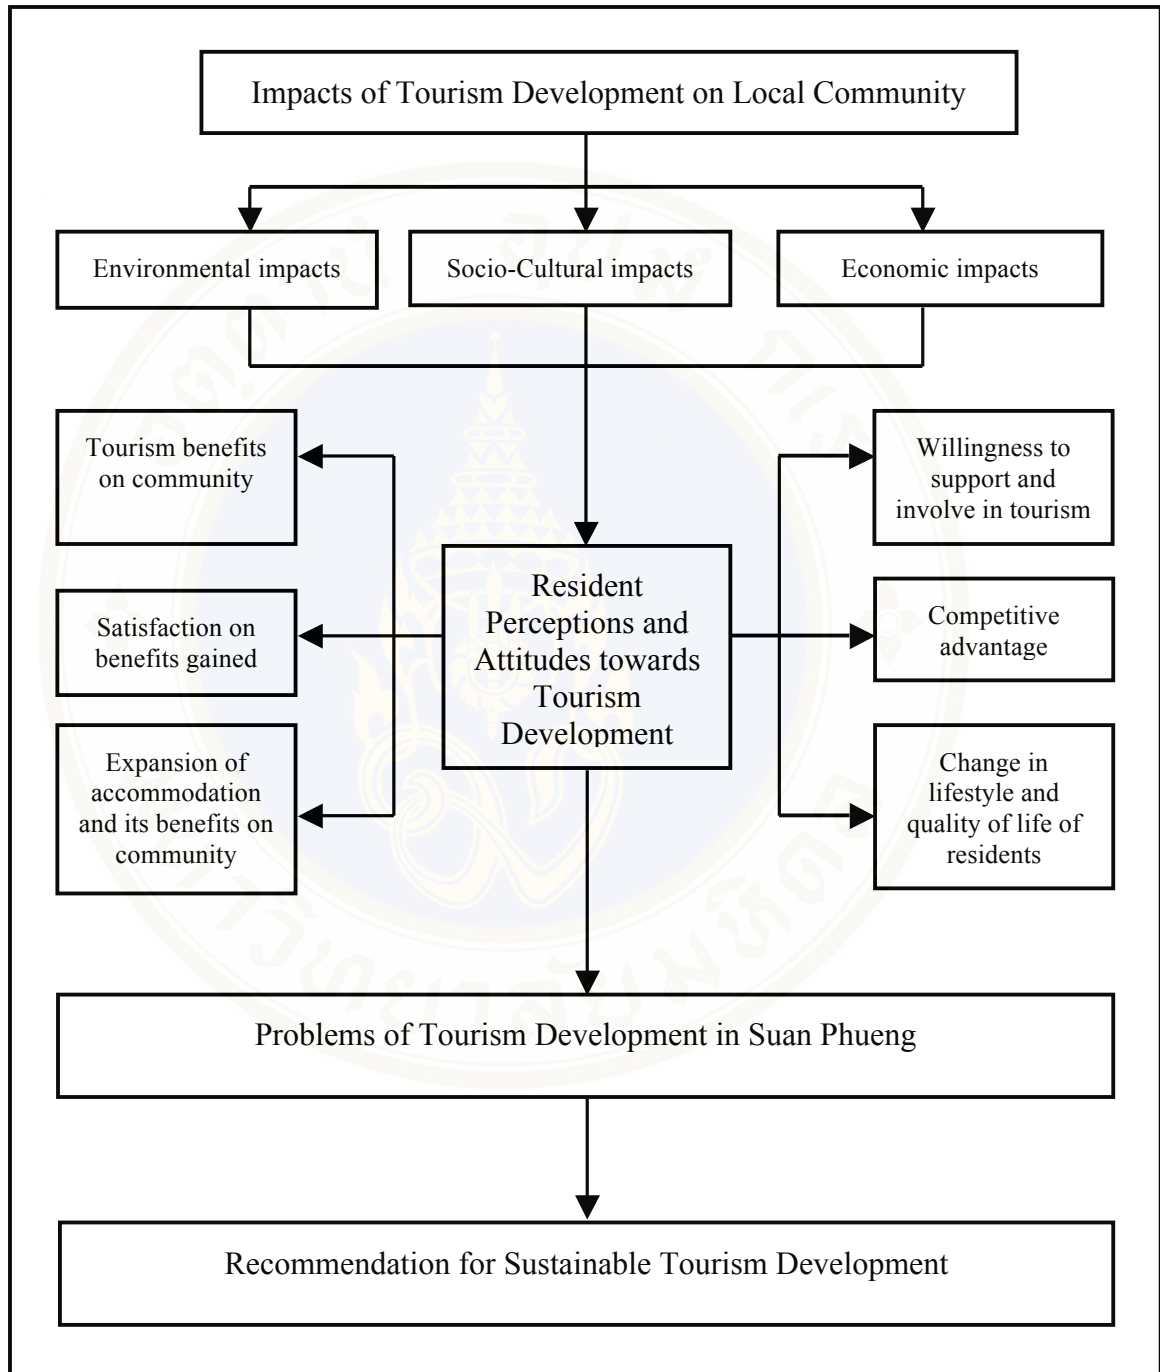 Impacts of Tourism Development on Local Community
Environmental impacts
Socio-Cultural impacts
Economic impacts
Tourism benefits
on community
Willingness to
support and
involve in tourism
Satisfaction on
benefits gained
Resident
Perceptions and
Attitudes towards
Tourism
Development
Competitive
advantage
Expansion of
accommodation
and its benefits on
community
Change in
lifestyle and
quality of life of
residents
Problems of Tourism Development in Suan Phueng
Recommendation for Sustainable Tourism Development